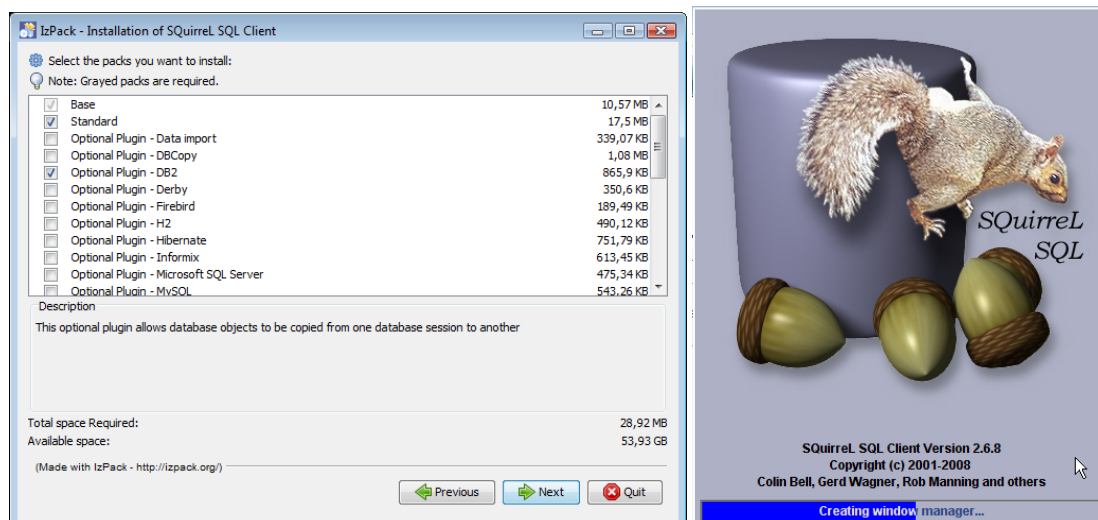 IzPack - Installation of SQuirreL SQL Client
Select the packs you want to install:
Note: Grayed packs are required.
Base 10,57 MB
Standard 17,5 MB
Optional Plugin - Data import 339,07 KB
Optional Plugin - DBCopy 1,08 MB
Optional Plugin - DB2 865,9 KB
Optional Plugin - Derby 350,6 KB
Optional Plugin - Firebird 189,49 KB
Optional Plugin - H2 490,12 KB
Optional Plugin - Hibernate 751,79 KB
Optional Plugin - Informix 613,45 KB
Optional Plugin - Microsoft SQL Server 475,34 KB
Optional Plugin - MySQL 543,26 KB
Description
This optional plugin allows database objects to be copied from one database session to another
Total space Required: 28,92 MB
Available space: 53,93 GB
(Made with IzPack - http://izpack.org/)
Previous Next Quit
SQuirreL
SQL
SQuirreL SQL Client Version 2.6.8
Copyright (c) 2001-2008
Colin Bell, Gerd Wagner, Rob Manning and others
Creating window manager...